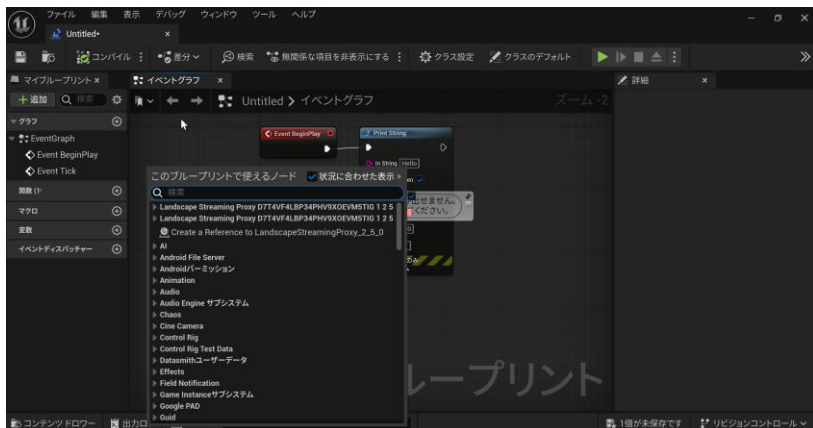 ファイル 編集 表示 デバッグ ウィンドウ ツール ヘルプ
Untitled•
コンパイル 差分 検索 無関係な項目を非表示にする クラス設定 クラスのデフォルト
マイブループリント イベントグラフ 詳細
追加 検索 Untitled イベントグラフ ズーム -2
グラフ
EventGraph
Event BeginPlay
Event Tick
関数
マクロ
変数
イベントディスパッチャー
Event BeginPlay
Print String
In String Hello
このブループリントで使えるノード 状況に合わせた表示
検索
Landscape Streaming Proxy D7T4VF4LBP34PHV9XOEVM5TIG 1 2 5
Landscape Streaming Proxy D7T4VF4LBP34PHV9XOEVM5TIG 1 2 5
Create a Reference to LandscapeStreamingProxy_2_5_0
AI
Android File Server
Androidパーミッション
Animation
Audio
Audio Engine サブシステム
Chaos
Cine Camera
Control Rig
Control Rig Test Data
Datasmithユーザーデータ
Effects
Field Notification
Game Instanceサブシステム
Google PAD
Guid
出せません。
ください。
ループリント
コンテンツドロワー 出力ロ
1個が未保存です リビジョンコントロール